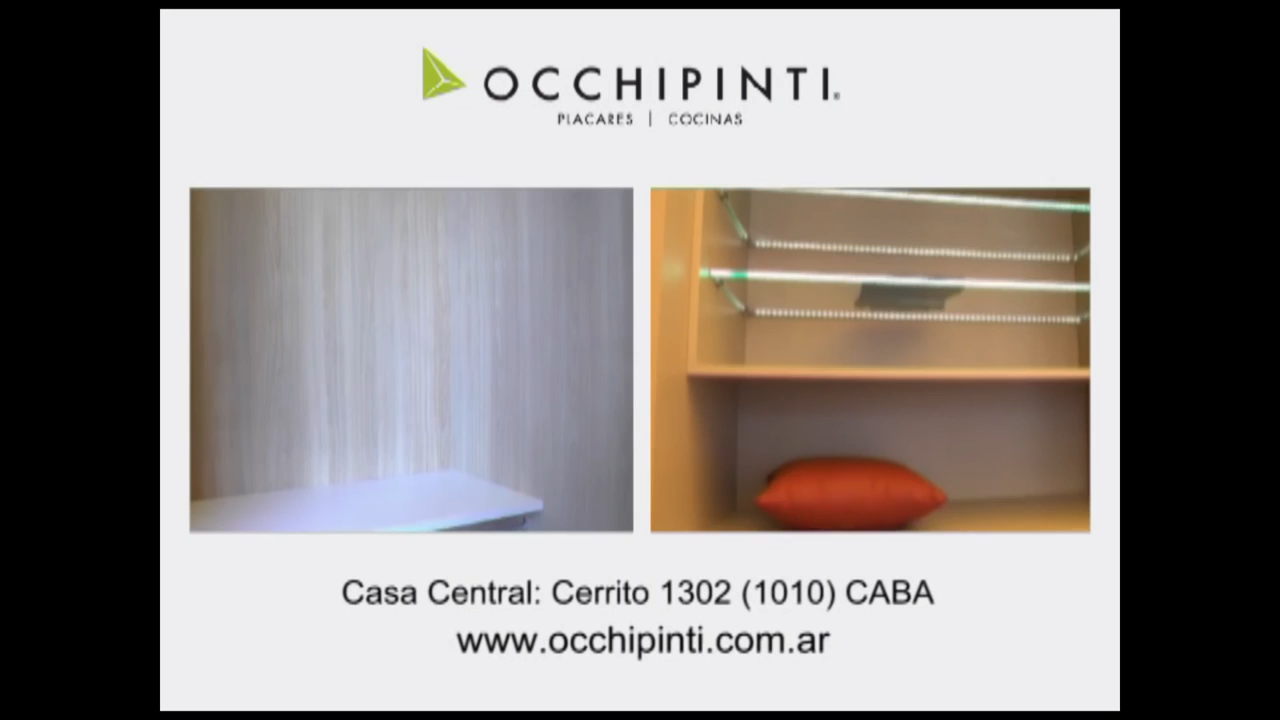 OCCHIPINTI®
PLACARES | COCINAS
Casa Central: Cerrito 1302 (1010) CABA
www.occhipinti.com.ar